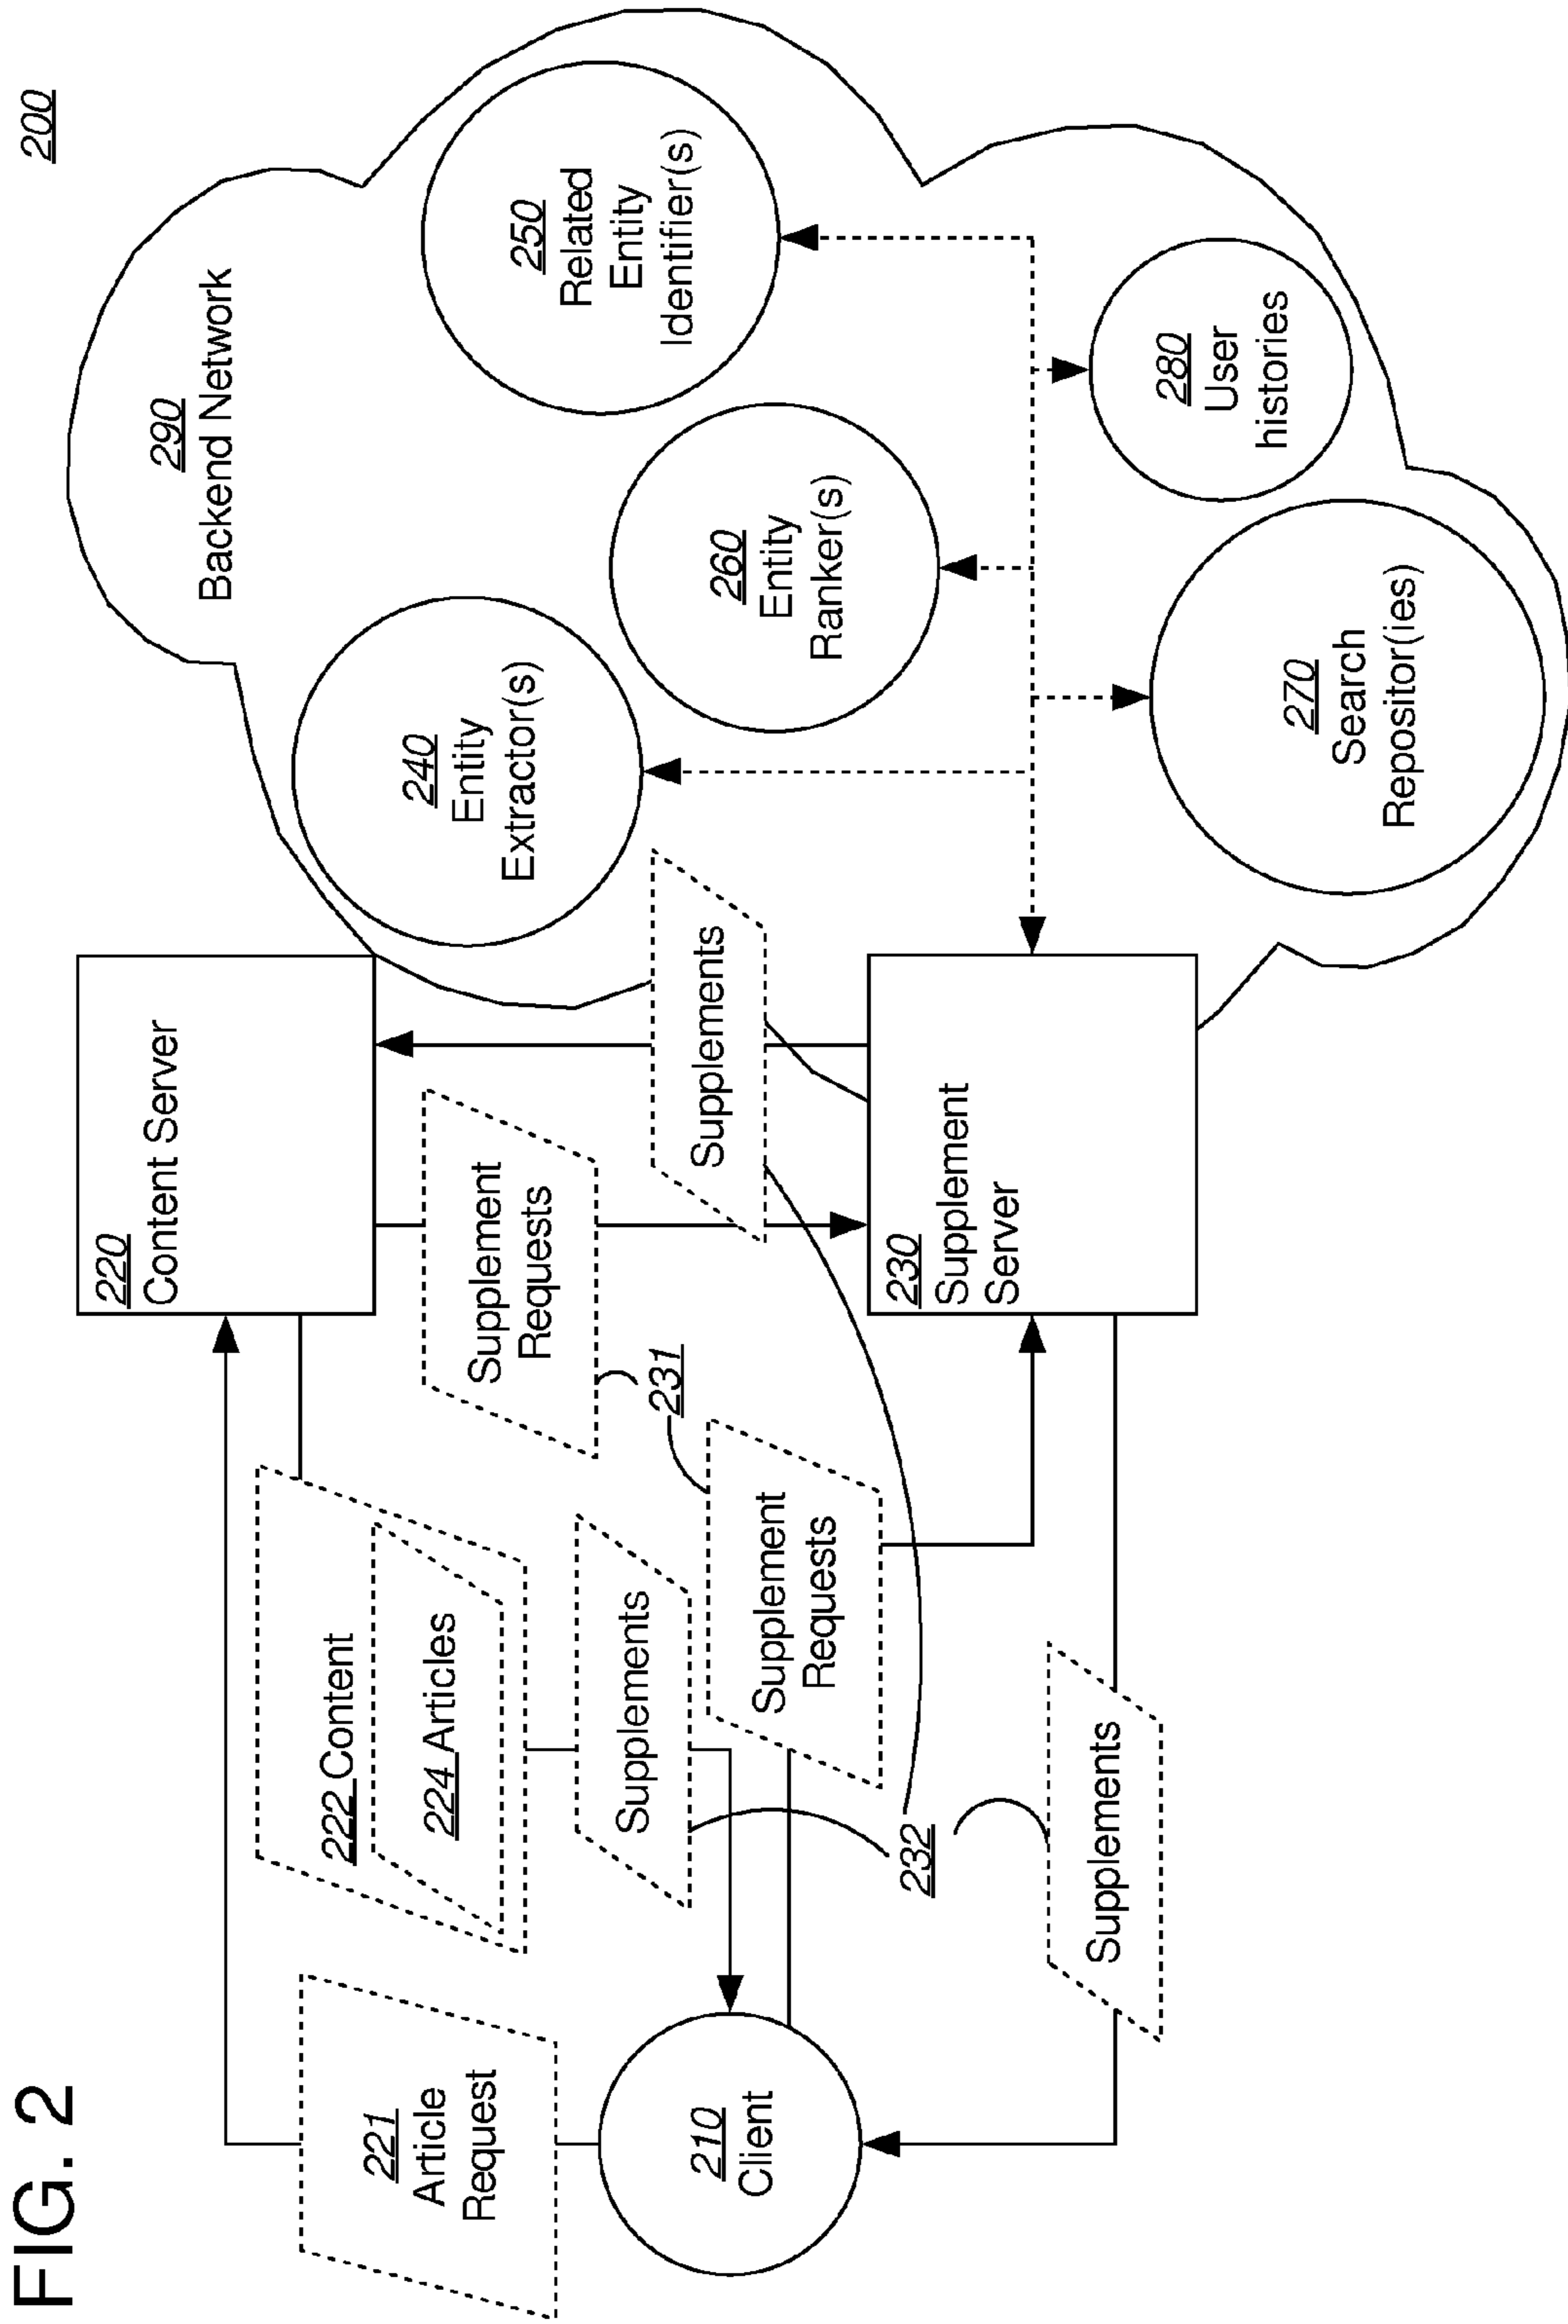 FIG. 2
200
221
Article
Request
210
Client
222 Content
224 Articles
Supplements
Supplement
Requests
232
Supplements
220
Content Server
Supplement
Requests
231
Supplements
230
Supplement
Server
290
Backend Network
240
Entity
Extractor(s)
250
Related
Entity
Identifier(s)
260
Entity
Ranker(s)
270
Search
Repositor(ies)
280
User
histories